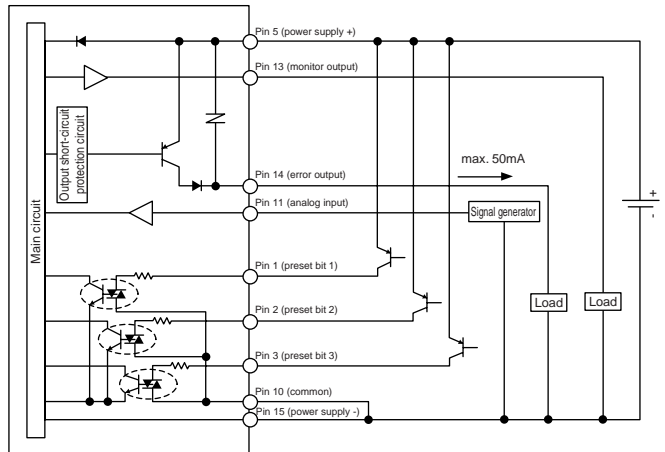 Pin 5 (power supply +)
Pin 13 (monitor output)
Output short-circuit
protection circuit
Main circuit
max. 50mA
Pin 14 (error output)
Pin 11 (analog input)
Signal generator
+
-
Pin 1 (preset bit 1)
Pin 2 (preset bit 2)
Load
Load
Pin 3 (preset bit 3)
Pin 10 (common)
Pin 15 (power supply -)